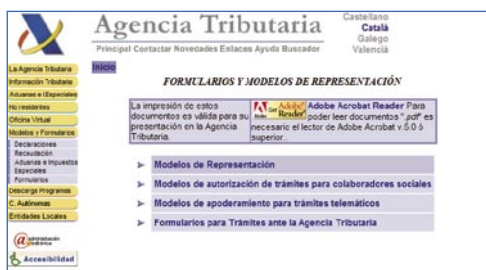 Agencia Tributaria
Castellano
Català
Galego
Valencià
Principal Contactar Novedades Enlaces Ayuda Buscador
La Agencia Tributaria
Información Tributaria
Aduanas e I.Especiales
No residentes
Oficina Virtual
Modelos y Formularios
Declaraciones
Recaudación
Aduanas e Impuestos
Especiales
Formularios
Descarga Programas
C. Autónomas
Entidades Locales
administración
electrónica
Accesibilidad
Inicio
FORMULARIOS Y MODELOS DE REPRESENTACIÓN
La impresión de estos
documentos es válida para su
presentación en la Agencia
Tributaria.
Get Adobe
Reader
Adobe Acrobat Reader Para
poder leer documentos ".pdf" es
necesario el lector de Adobe Acrobat v.5.0 ó
superior..
Modelos de Representación
Modelos de autorización de trámites para colaboradores sociales
Modelos de apoderamiento para trámites telemáticos
Formularios para Trámites ante la Agencia Tributaria